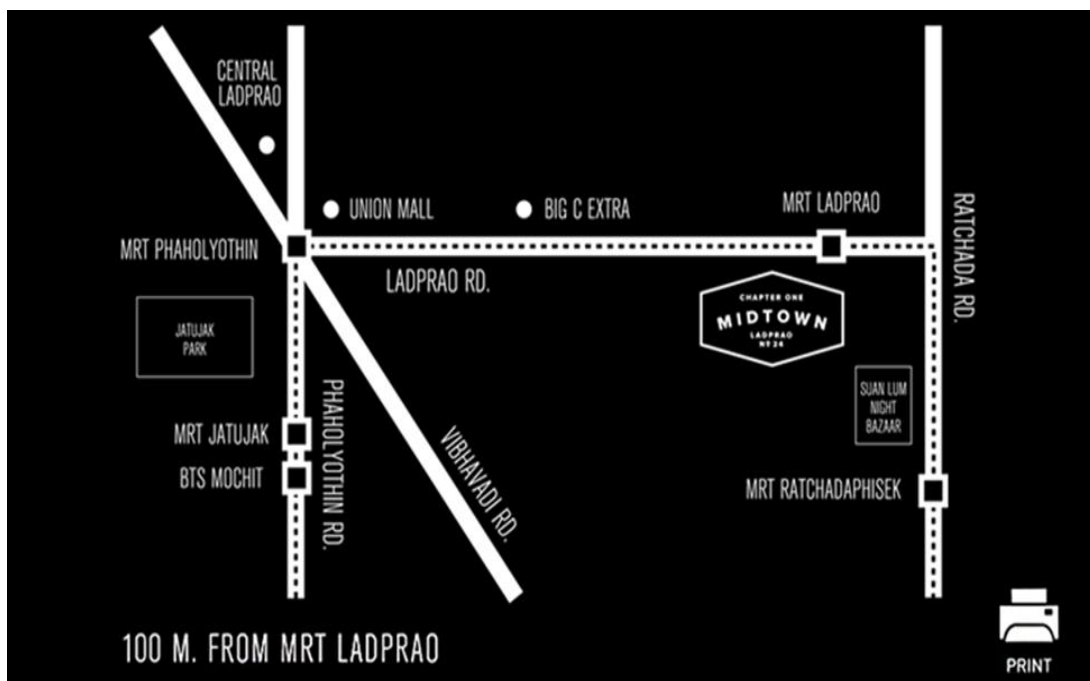 CENTRAL
LADPRAO
UNION MALL
BIG C EXTRA
MRT LADPRAO
RATCHADA RD.
MRT PHAHOLYOTHIN
LADPRAO RD.
CHAPTER ONE
MIDTOWN
LADPRAO
Nº 24
JATUJAK
PARK
SUAN LUM
NIGHT
BAZAAR
PHAHOLYOTHIN RD.
MRT JATUJAK
VIBHAVADI RD.
BTS MOCHIT
MRT RATCHADAPHISEK
100 M. FROM MRT LADPRAO
PRINT